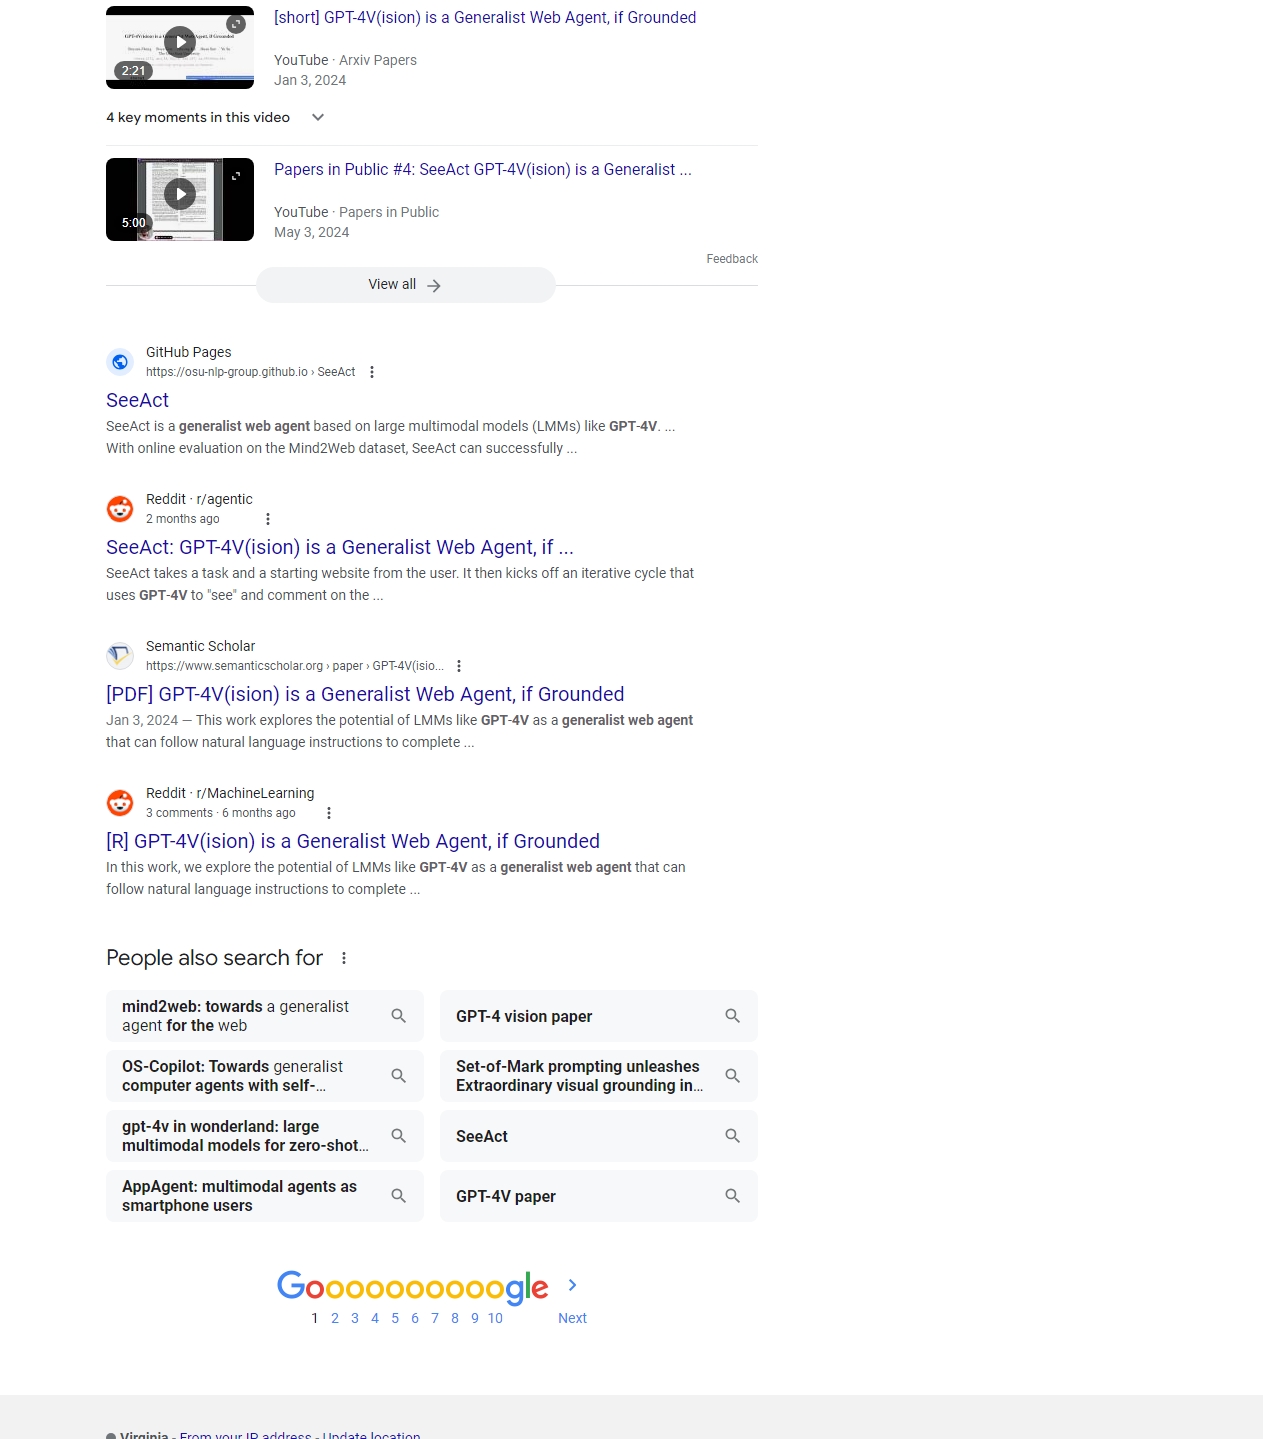 [short] GPT-4V(ision) is a Generalist Web Agent, if Grounded
2:21
YouTube · Arxiv Papers
Jan 3, 2024
4 key moments in this video
Papers in Public #4: SeeAct GPT-4V(ision) is a Generalist ...
5:00
YouTube · Papers in Public
May 3, 2024
Feedback
View all
GitHub Pages
https://osu-nlp-group.github.io › SeeAct
SeeAct
SeeAct is a generalist web agent based on large multimodal models (LMMs) like GPT-4V. ...
With online evaluation on the Mind2Web dataset, SeeAct can successfully ...
Reddit · r/agentic
2 months ago
SeeAct: GPT-4V(ision) is a Generalist Web Agent, if ...
SeeAct takes a task and a starting website from the user. It then kicks off an iterative cycle that
uses GPT-4V to "see" and comment on the ...
Semantic Scholar
https://www.semanticscholar.org › paper › GPT-4V(isio...
[PDF] GPT-4V(ision) is a Generalist Web Agent, if Grounded
Jan 3, 2024 — This work explores the potential of LMMs like GPT-4V as a generalist web agent
that can follow natural language instructions to complete ...
Reddit · r/MachineLearning
3 comments · 6 months ago
[R] GPT-4V(ision) is a Generalist Web Agent, if Grounded
In this work, we explore the potential of LMMs like GPT-4V as a generalist web agent that can
follow natural language instructions to complete ...
People also search for
mind2web: towards a generalist
agent for the web
GPT-4 vision paper
OS-Copilot: Towards generalist
computer agents with self-...
Set-of-Mark prompting unleashes
Extraordinary visual grounding in...
gpt-4v in wonderland: large
multimodal models for zero-shot...
SeeAct
AppAgent: multimodal agents as
smartphone users
GPT-4V paper
Goooooooooogle
1 2 3 4 5 6 7 8 9 10 Next
Virginia - From your IP address - Update location